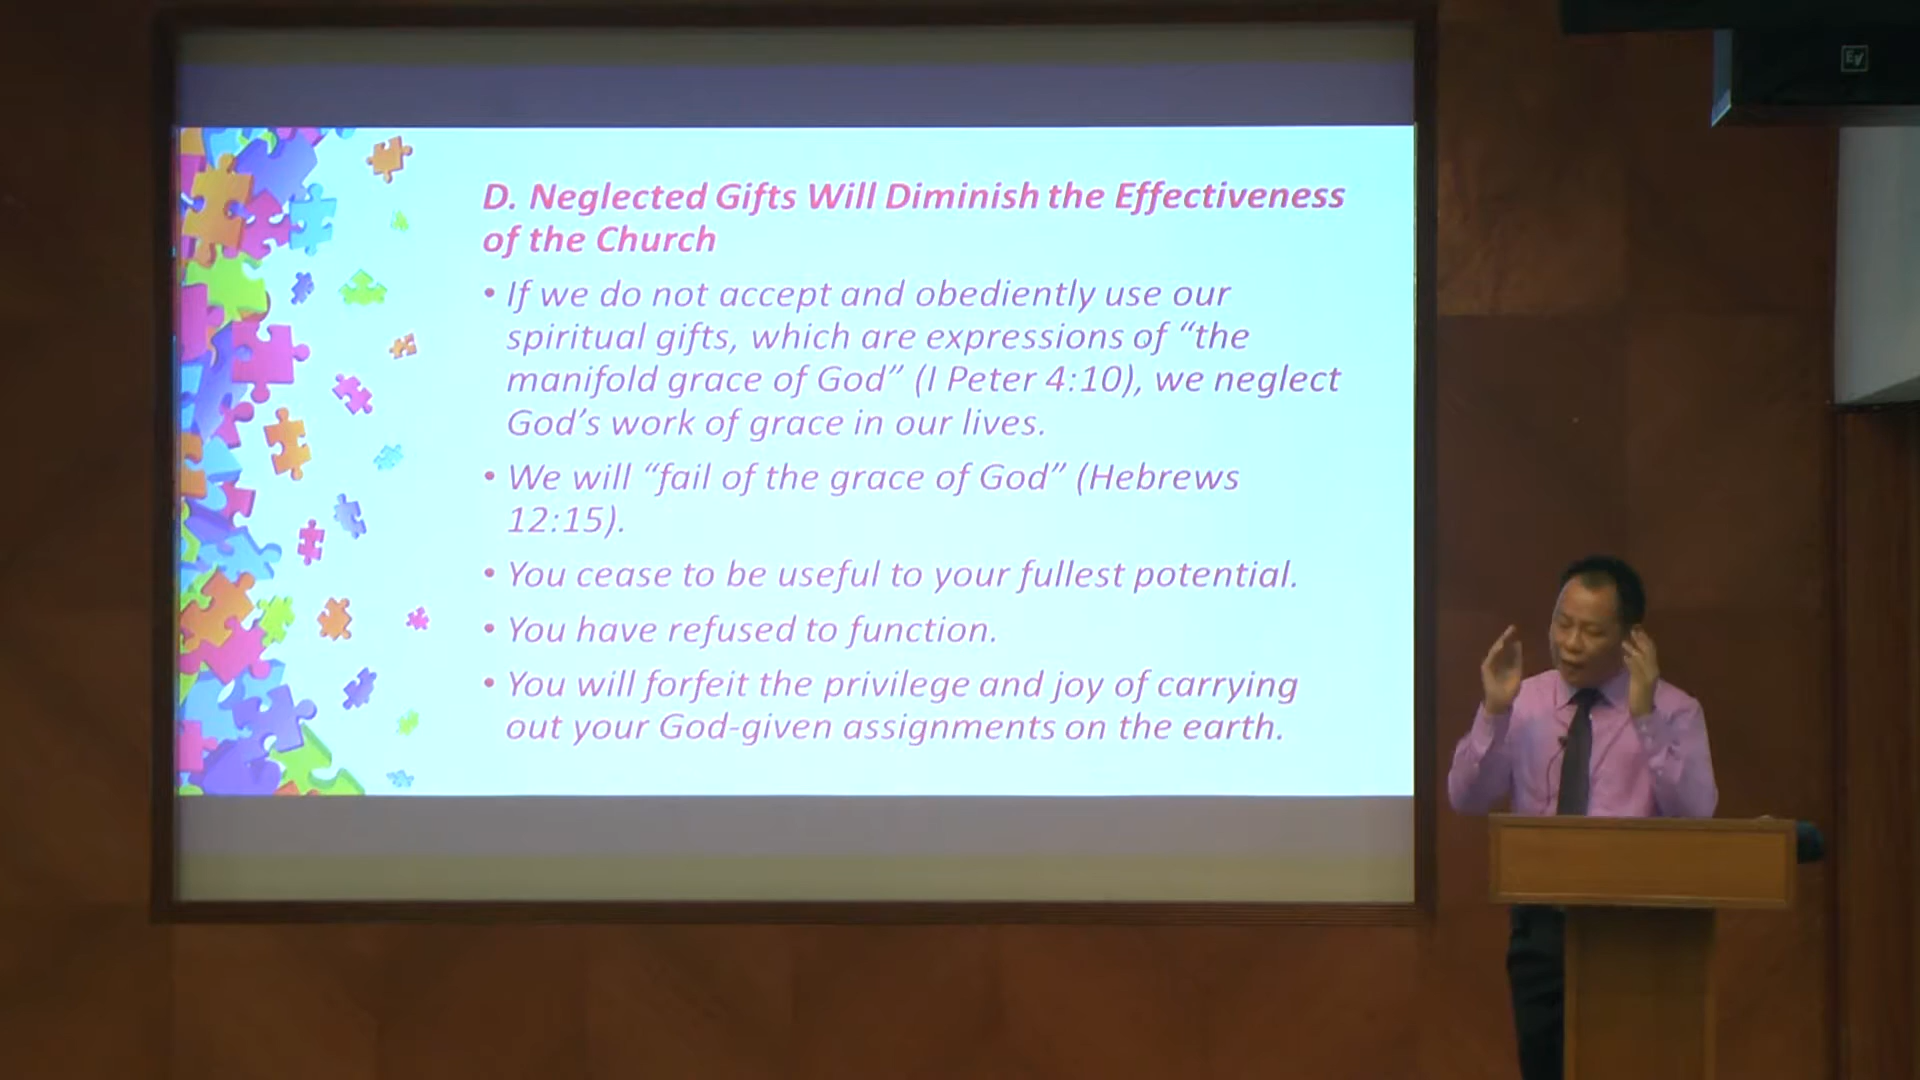 D. Neglected Gifts Will Diminish the Effectiveness
of the Church
• If we do not accept and obediently use our
spiritual gifts, which are expressions of “the
manifold grace of God” (I Peter 4:10), we neglect
God’s work of grace in our lives.
• We will “fail of the grace of God” (Hebrews
12:15).
• You cease to be useful to your fullest potential.
• You have refused to function.
• You will forfeit the privilege and joy of carrying
out your God-given assignments on the earth.
EV